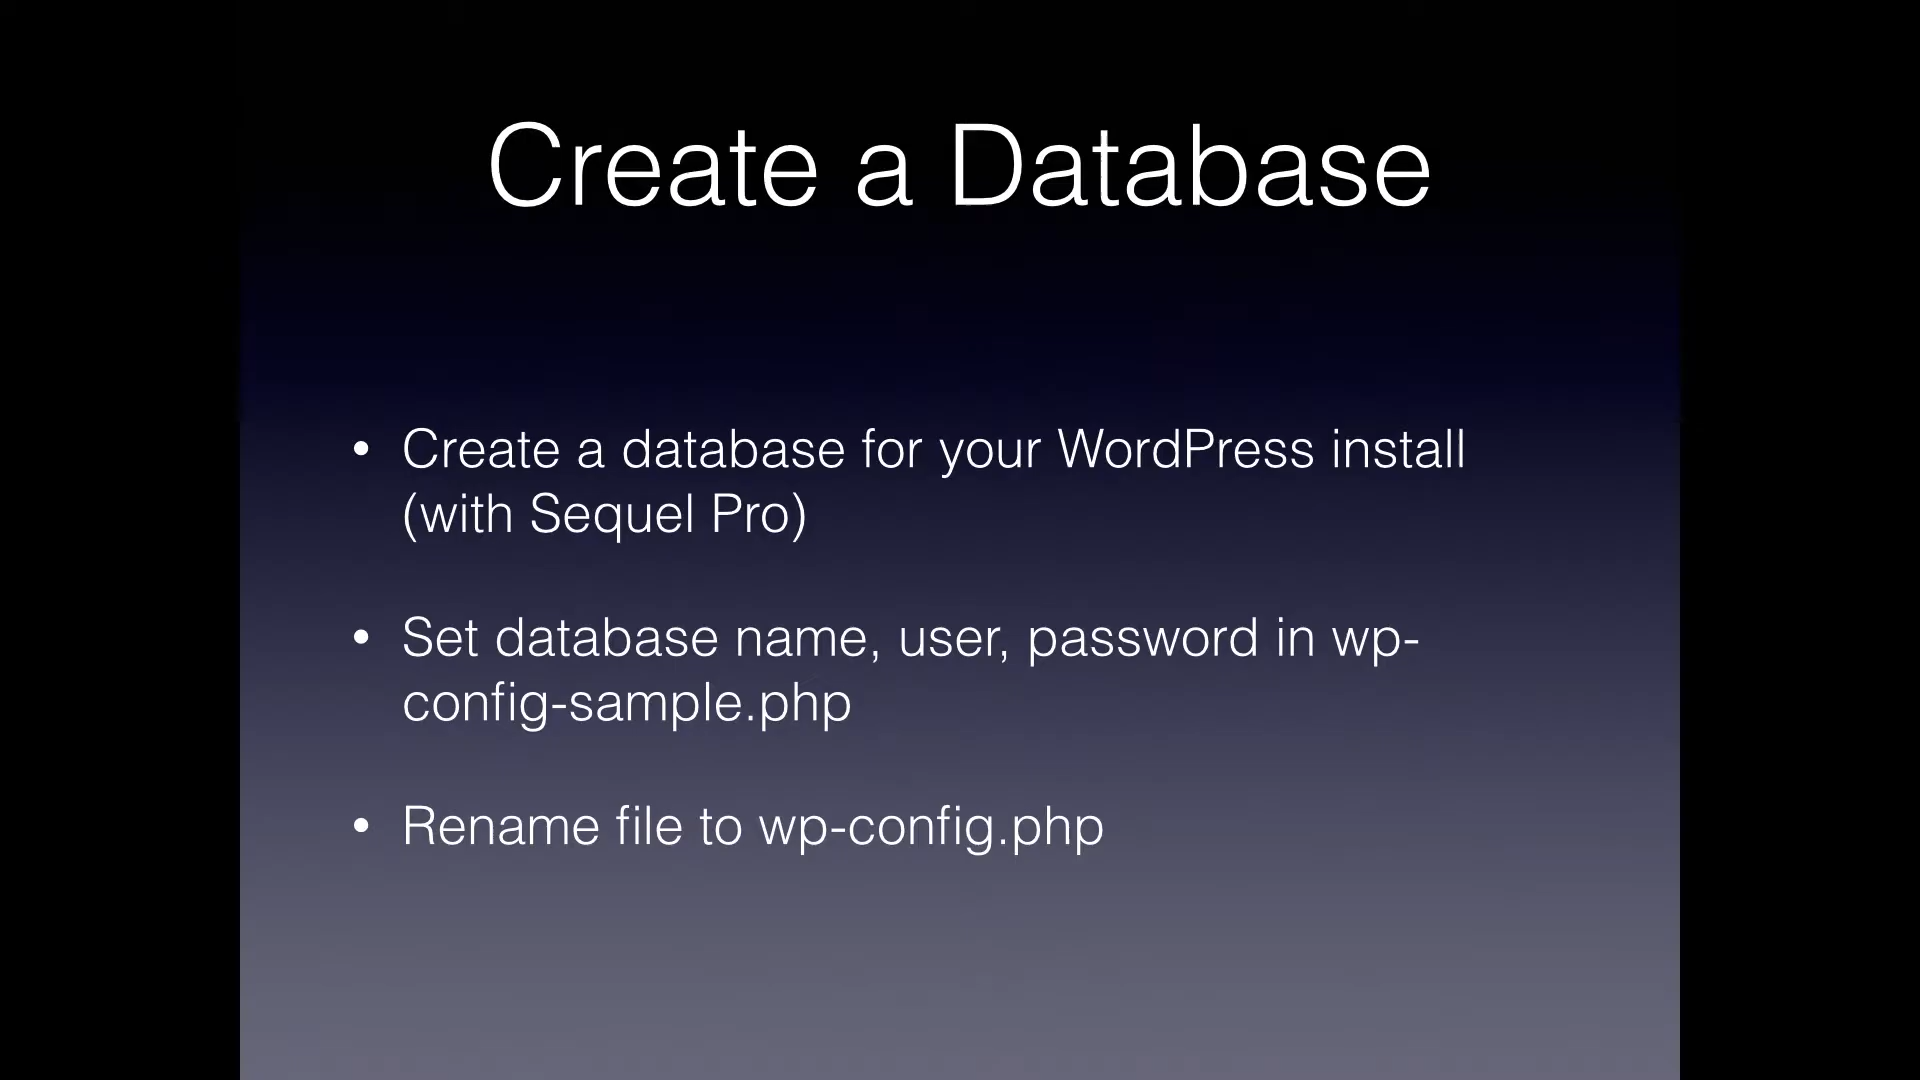 Create a Database
• Create a database for your WordPress install
(with Sequel Pro)
• Set database name, user, password in wp-
config-sample.php
• Rename file to wp-config.php